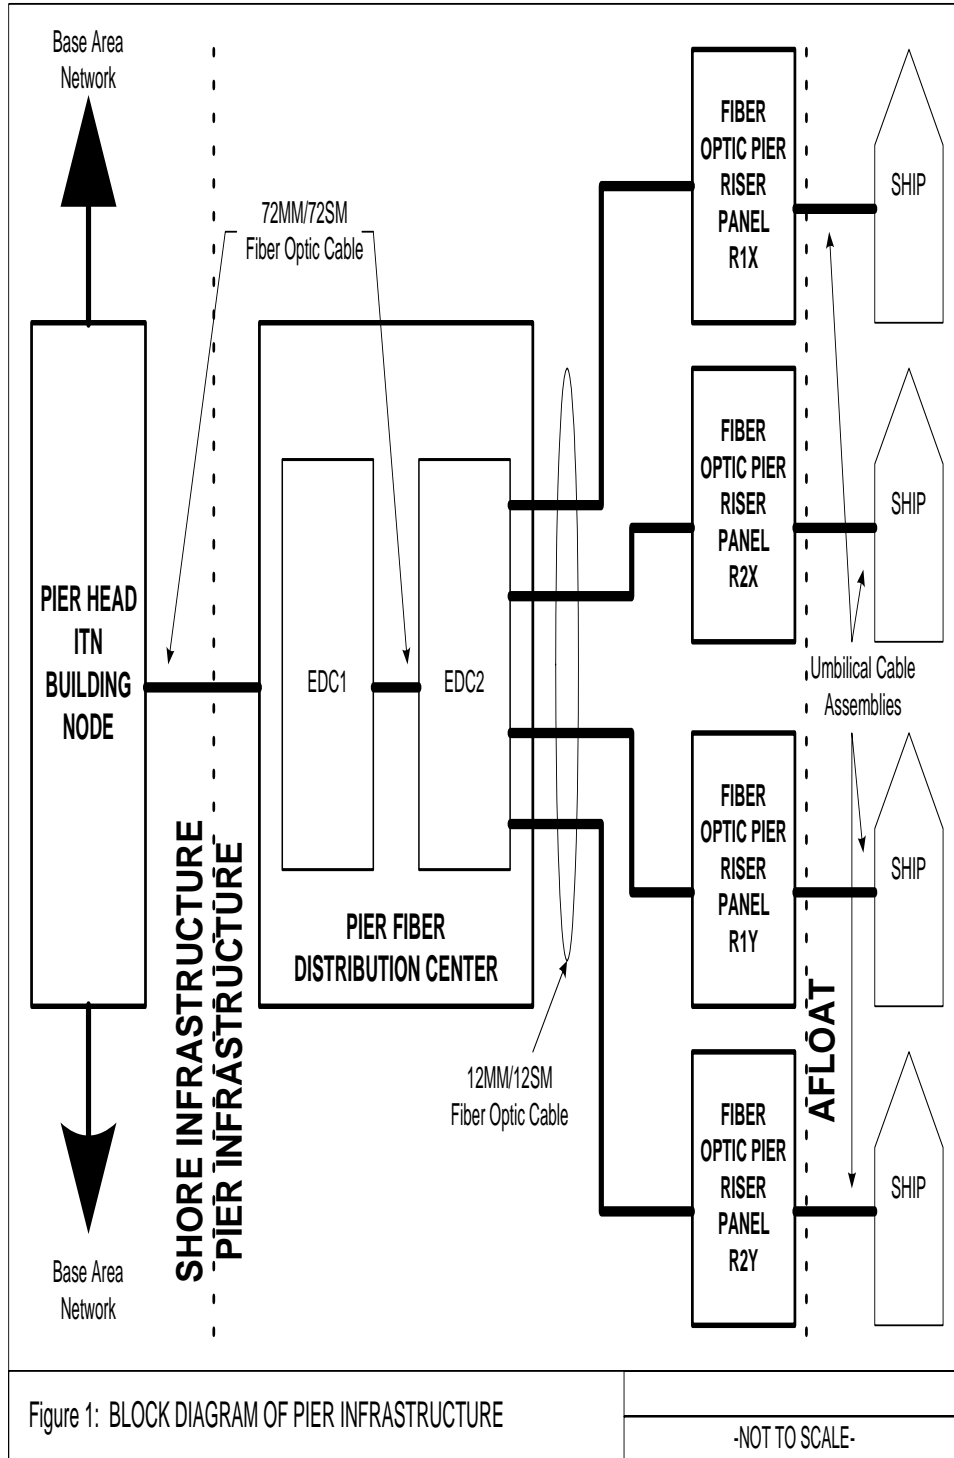 Base Area
Network
72MM/72SM
Fiber Optic Cable
FIBER
OPTIC PIER
RISER
PANEL
R1X
SHIP
FIBER
OPTIC PIER
RISER
PANEL
R2X
SHIP
PIER HEAD
ITN
BUILDING
NODE
EDC1
EDC2
Umbilical Cable
Assemblies
SHORE INFRASTRUCTURE
PIER INFRASTRUCTURE
PIER FIBER
DISTRIBUTION CENTER
FIBER
OPTIC PIER
RISER
PANEL
R1Y
SHIP
AFLOAT
12MM/12SM
Fiber Optic Cable
FIBER
OPTIC PIER
RISER
PANEL
R2Y
SHIP
Base Area
Network
Figure 1: BLOCK DIAGRAM OF PIER INFRASTRUCTURE
-NOT TO SCALE-